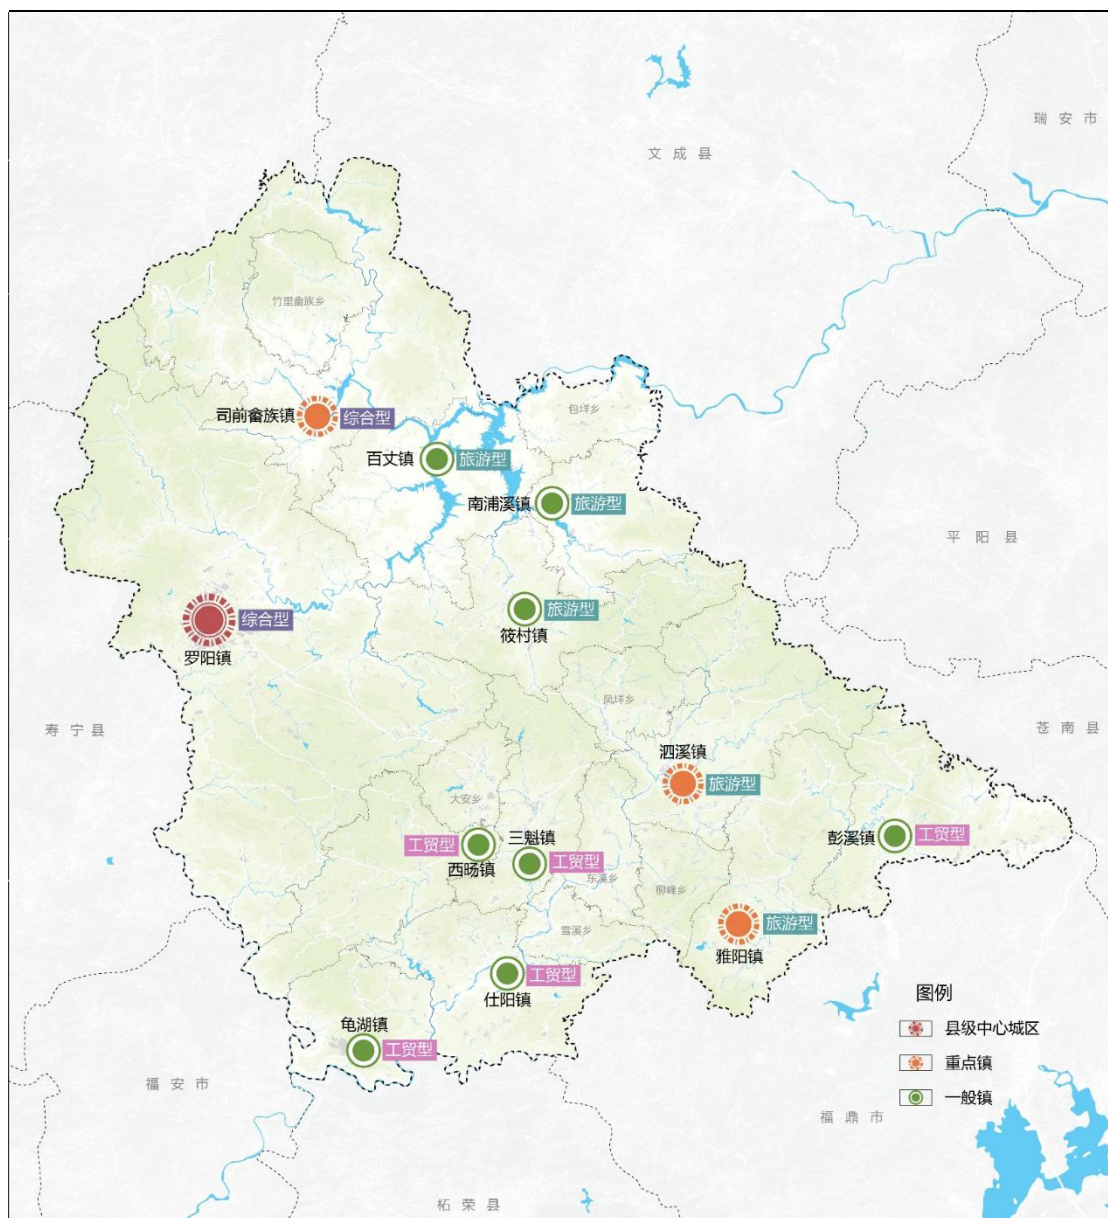 瑞安市
文成县
竹里畲族乡
包垟乡
司前畲族镇
综合型
百丈镇
旅游型
南浦溪镇
旅游型
平阳县
旅游型
筱村镇
综合型
罗阳镇
凤垟乡
寿宁县
苍南县
泗溪镇
旅游型
大安乡
三魁镇
彭溪镇
工贸型
工贸型
西旸镇
工贸型
东溪乡
柳峰乡
雪溪乡
旅游型
雅阳镇
工贸型
仕阳镇
图例
龟湖镇
县级中心城区
工贸型
重点镇
福安市
一般镇
福鼎市
柘荣县